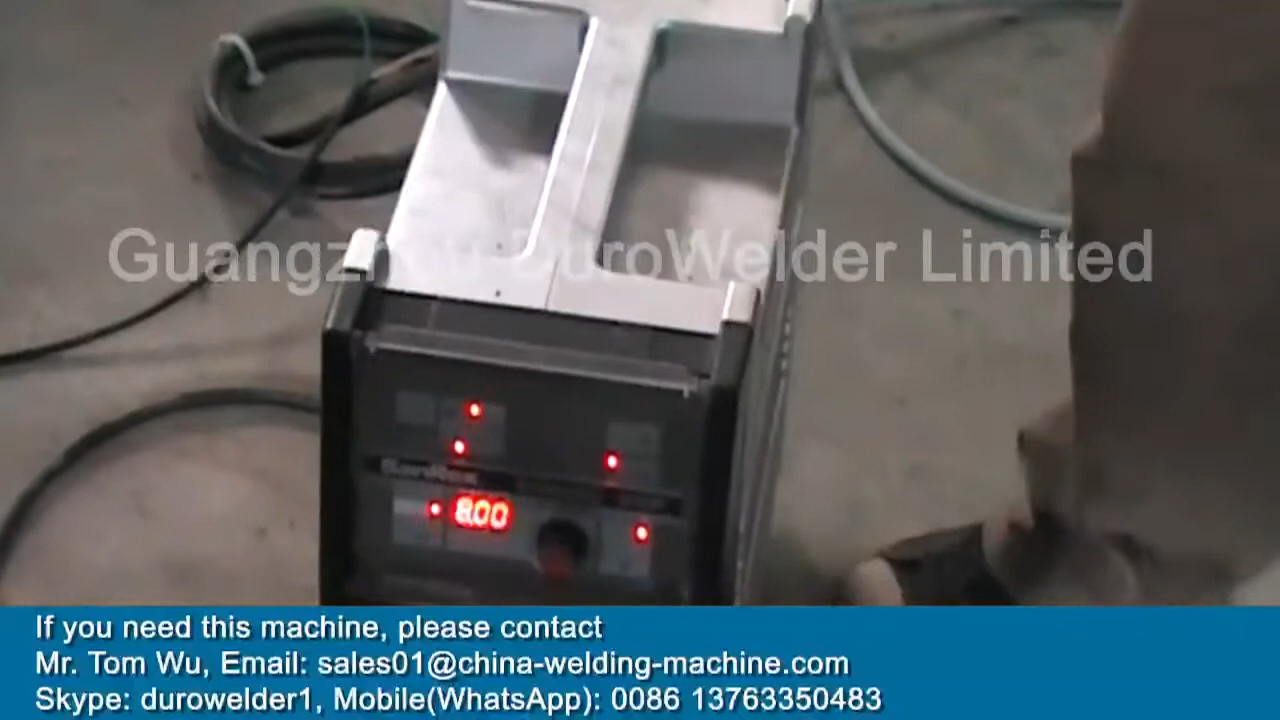 Guangzhou DuroWelder Limited
8.00
If you need this machine, please contact
Mr. Tom Wu, Email: sales01@china-welding-machine.com
Skype: durowelder1, Mobile(WhatsApp): 0086 13763350483